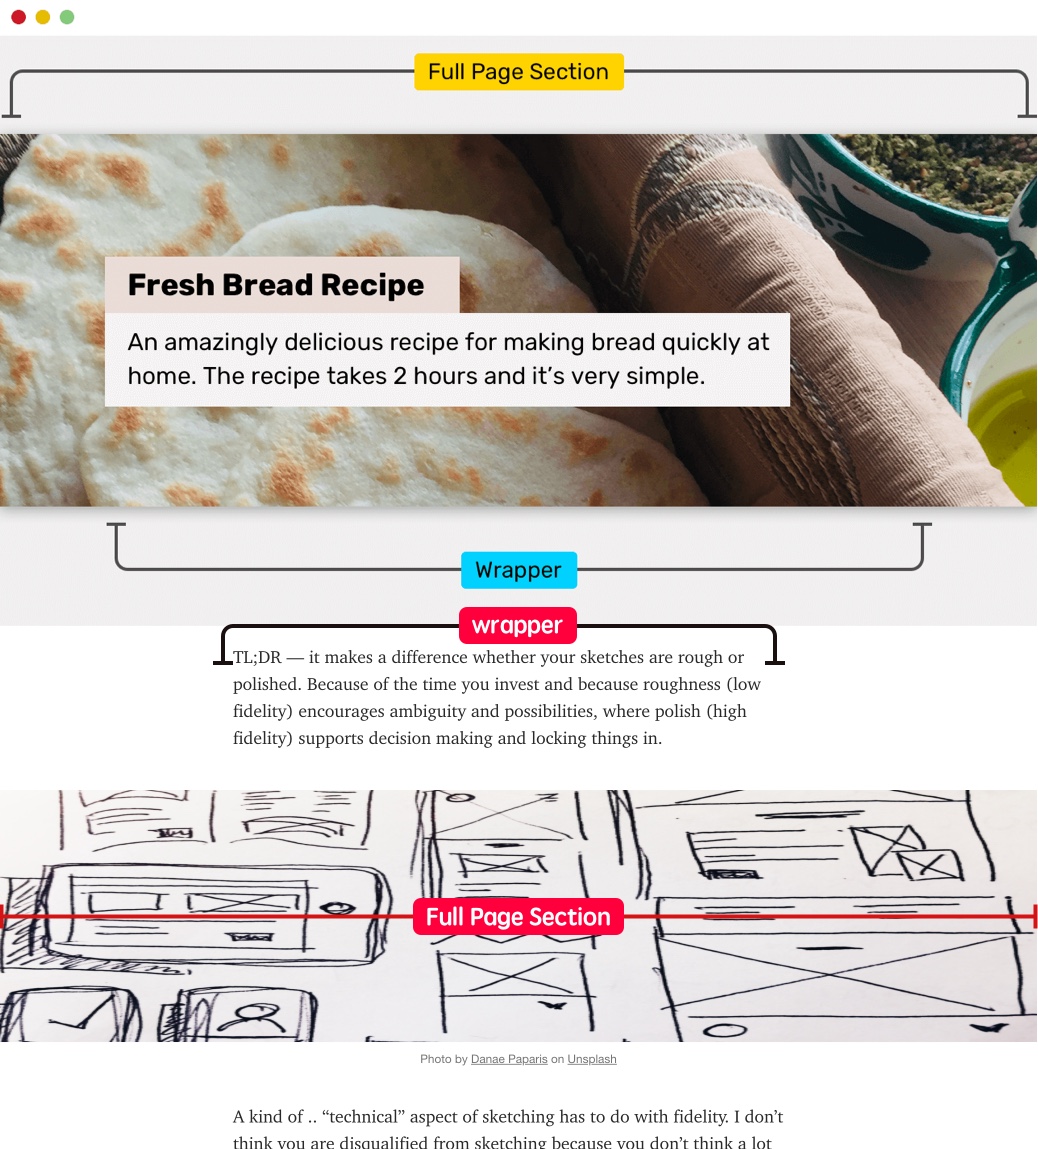 Full Page Section
Fresh Bread Recipe
An amazingly delicious recipe for making bread quickly at
home. The recipe takes 2 hours and it’s very simple.
Wrapper
wrapper
TL;DR — it makes a difference whether your sketches are rough or
polished. Because of the time you invest and because roughness (low
fidelity) encourages ambiguity and possibilities, where polish (high
fidelity) supports decision making and locking things in.
Full Page Section
Photo by Danae Paparis on Unsplash
A kind of .. “technical” aspect of sketching has to do with fidelity. I don’t
think you are disqualified from sketching because you don’t think a lot